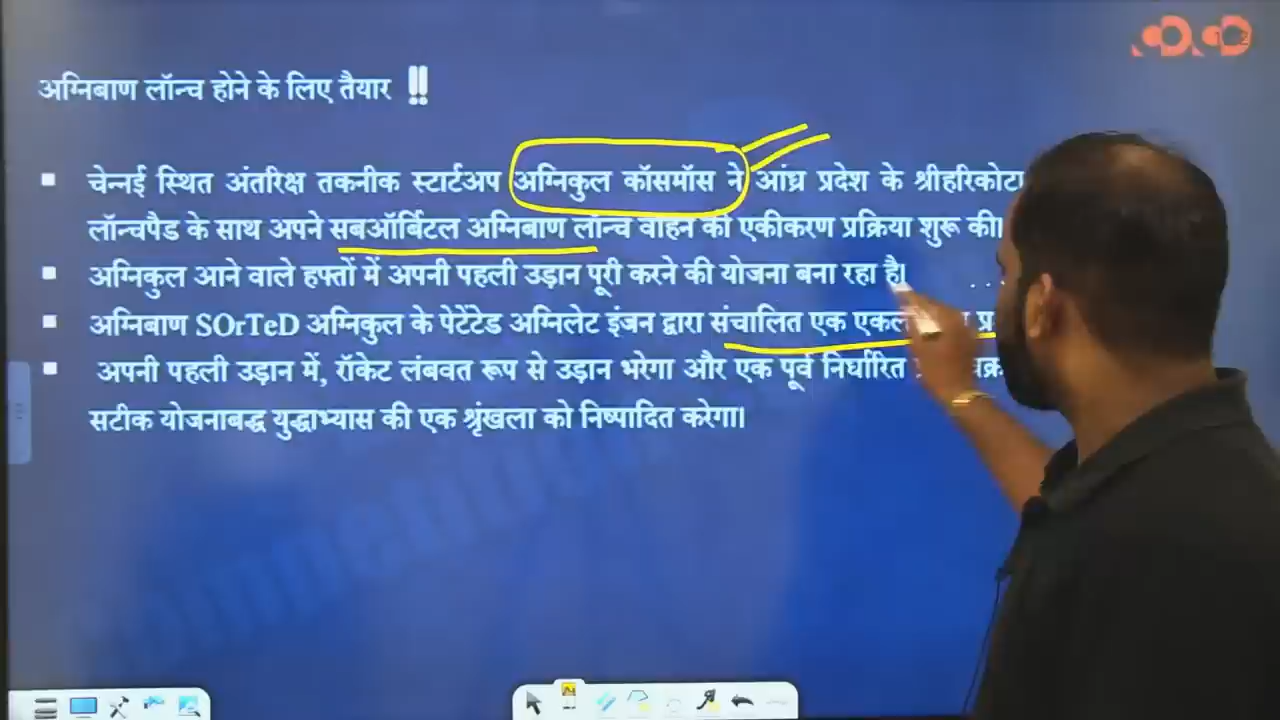 अग्निबाण लॉन्च होने के लिए तैयार !!
चेन्नई स्थित अंतरिक्ष तकनीक स्टार्टअप अग्निकुल कॉसमॉस ने आंध्र प्रदेश के श्रीहरिकोटा
लॉन्चपैड के साथ अपने सबऑर्बिटल अग्निबाण लॉन्च वाहन की एकीकरण प्रक्रिया शुरू की।
अग्निकुल आने वाले हफ्तों में अपनी पहली उड़ान पूरी करने की योजना बना रहा है।
अग्निबाण SOrTeD अग्निकुल के पेटेंटेड अग्निलेट इंजन द्वारा संचालित एक एकल
अपनी पहली उड़ान में, रॉकेट लंबवत रूप से उड़ान भरेगा और एक पूर्व निर्धारित
सटीक योजनाबद्ध युद्धाभ्यास की एक श्रृंखला को निष्पादित करेगा।